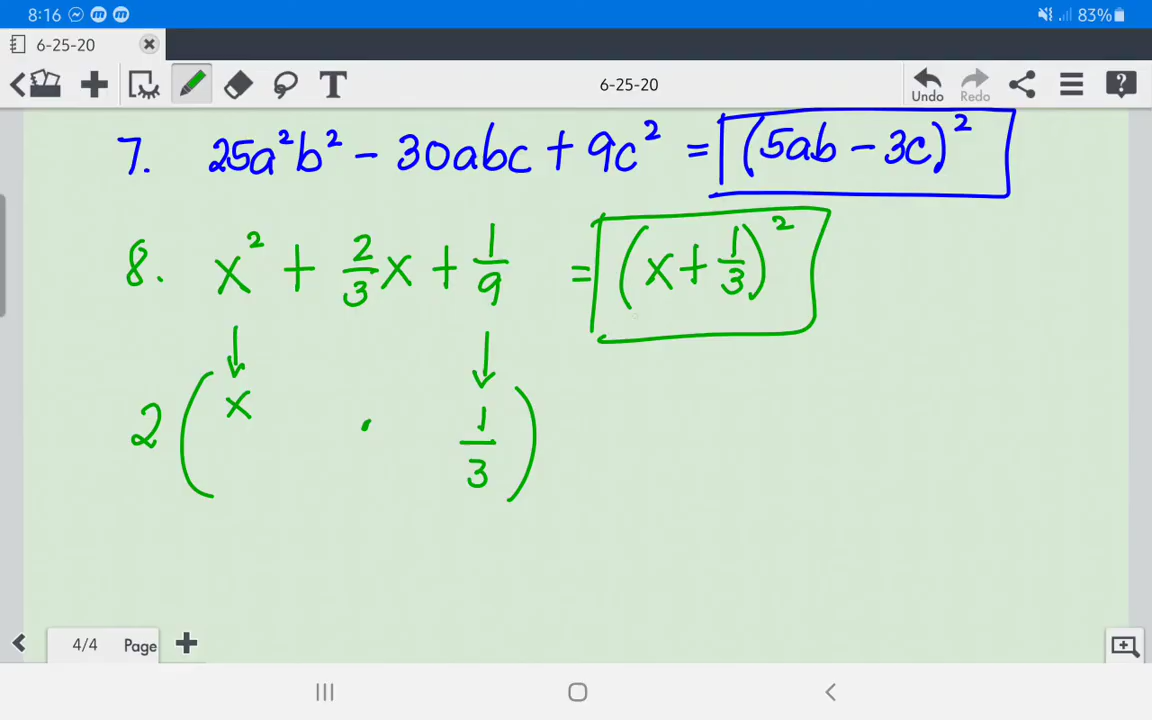 8:16 83%
6-25-20
6-25-20 Undo Redo
7. 25a²b² − 30abc + 9c² = (5ab − 3c)²
8. x² + 2/3 x + 1/9 = (x + 1/3)²
2 ( x · 1/3 )
4/4 Page